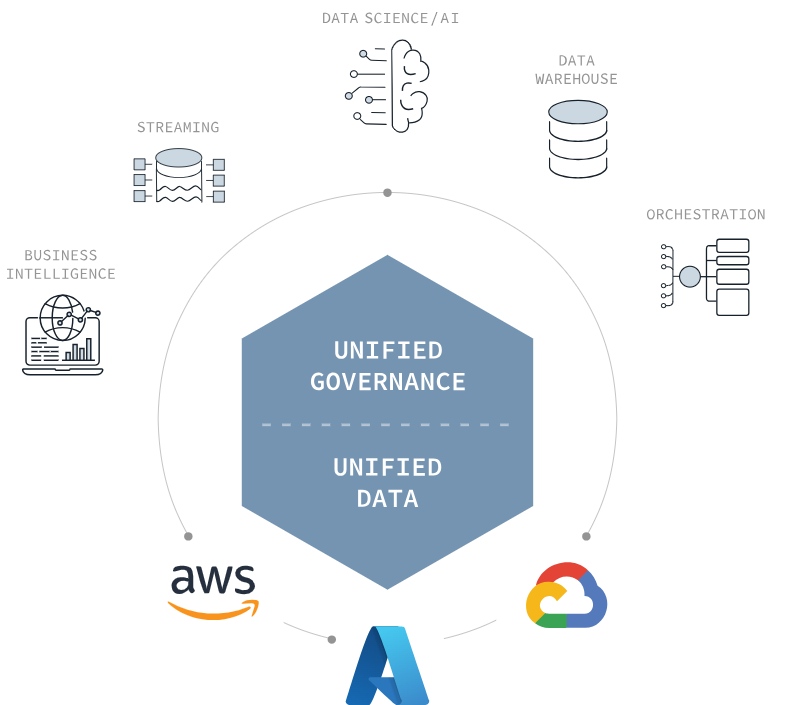 DATA SCIENCE/AI
DATA
WAREHOUSE
STREAMING
ORCHESTRATION
BUSINESS
INTELLIGENCE
UNIFIED
GOVERNANCE
UNIFIED
DATA
aws